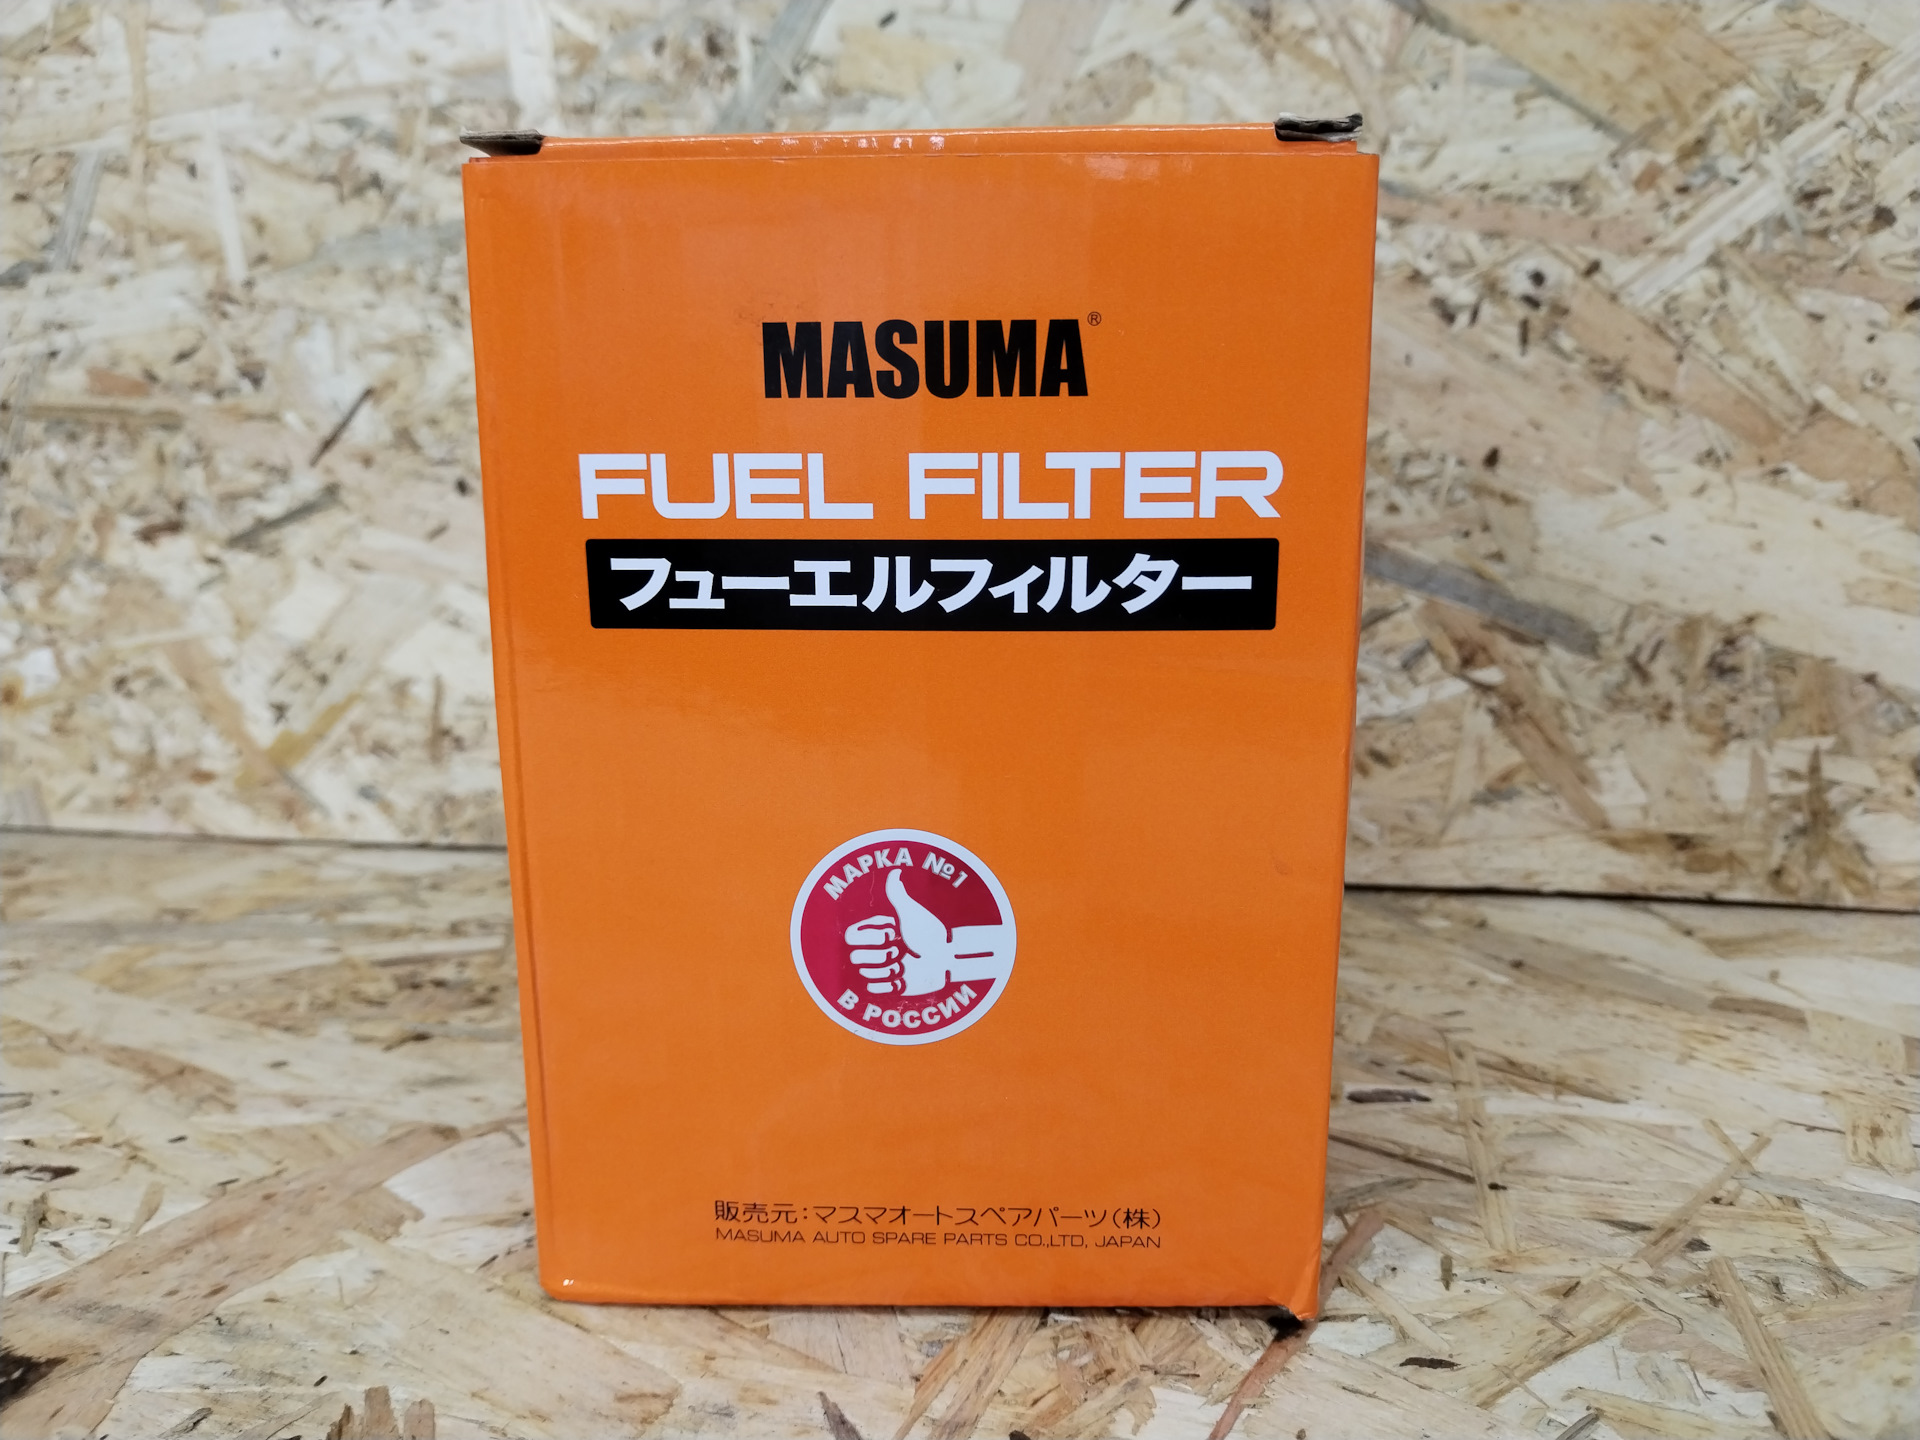 MASUMA®
FUEL FILTER
フューエルフィルター
МАРКА №1
В РОССИИ
販売元:マスマオートスペアパーツ(株)
MASUMA AUTO SPARE PARTS CO.,LTD, JAPAN